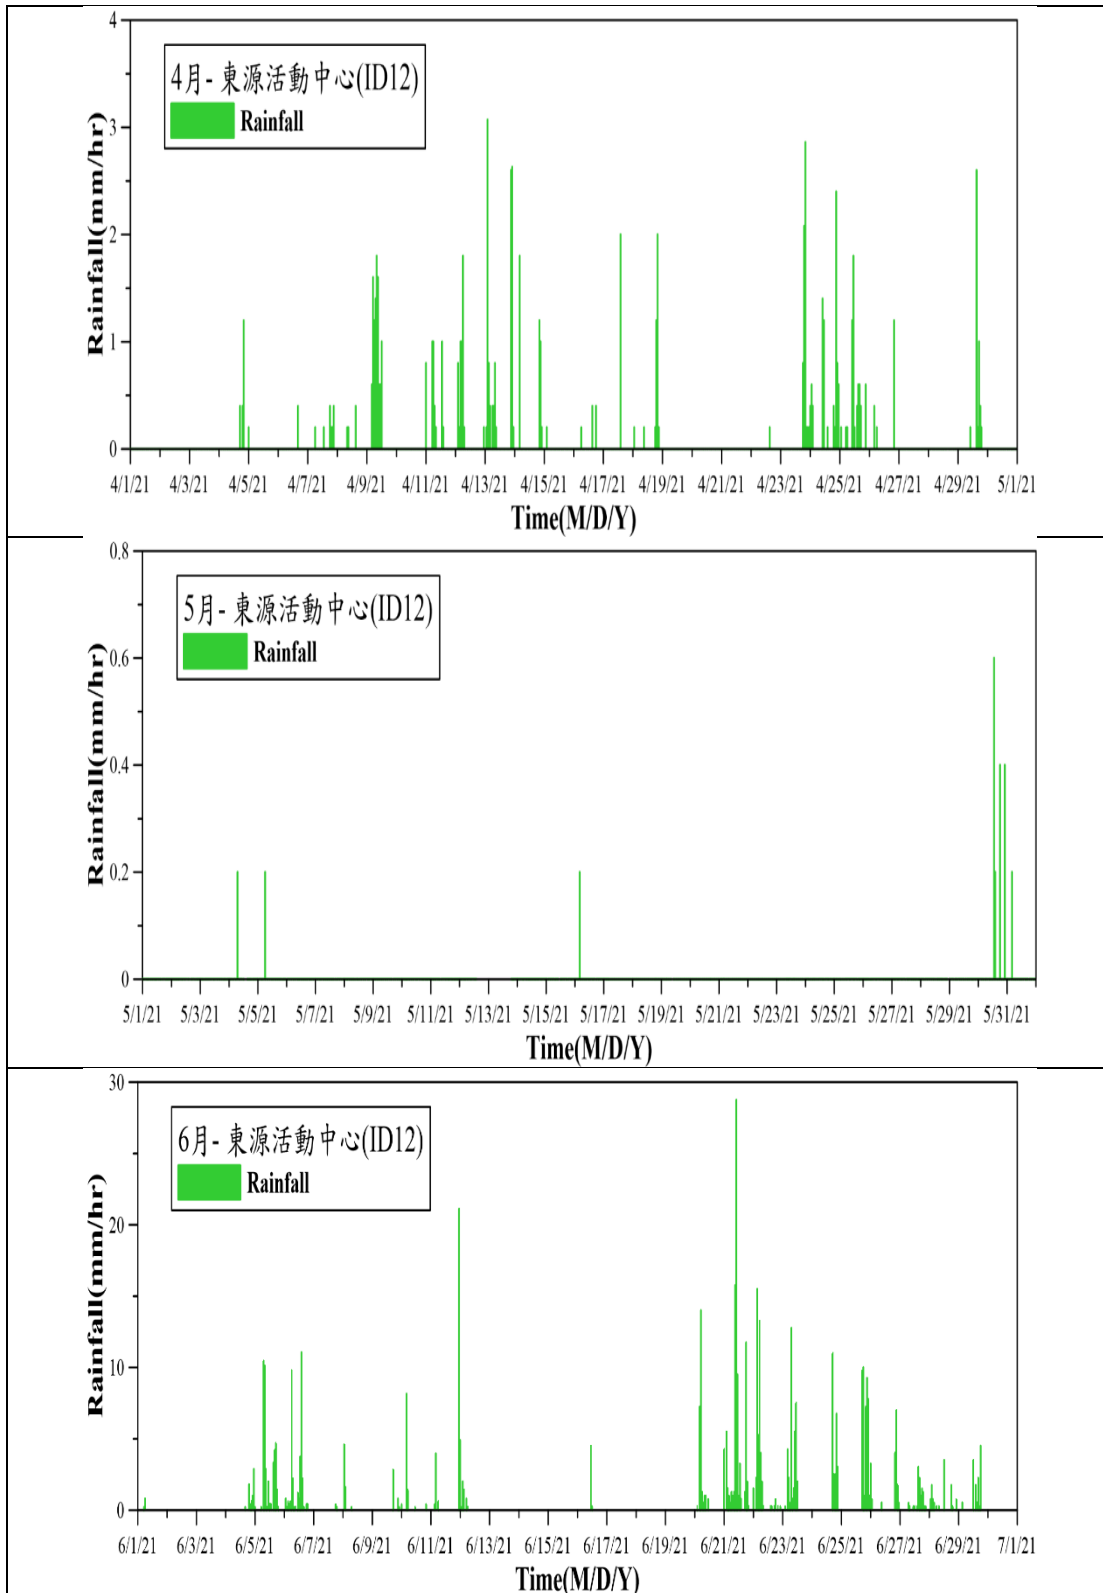 4
4月- 東源活動中心(ID12)
Rainfall
3
2
1
0
Rainfall(mm/hr)
4/1/21 4/3/21 4/5/21 4/7/21 4/9/21 4/11/21 4/13/21 4/15/21 4/17/21 4/19/21 4/21/21 4/23/21 4/25/21 4/27/21 4/29/21 5/1/21
Time(M/D/Y)
0.8
5月- 東源活動中心(ID12)
Rainfall
0.6
0.4
0.2
0
Rainfall(mm/hr)
5/1/21 5/3/21 5/5/21 5/7/21 5/9/21 5/11/21 5/13/21 5/15/21 5/17/21 5/19/21 5/21/21 5/23/21 5/25/21 5/27/21 5/29/21 5/31/21
Time(M/D/Y)
30
6月- 東源活動中心(ID12)
Rainfall
20
10
0
Rainfall(mm/hr)
6/1/21 6/3/21 6/5/21 6/7/21 6/9/21 6/11/21 6/13/21 6/15/21 6/17/21 6/19/21 6/21/21 6/23/21 6/25/21 6/27/21 6/29/21 7/1/21
Time(M/D/Y)